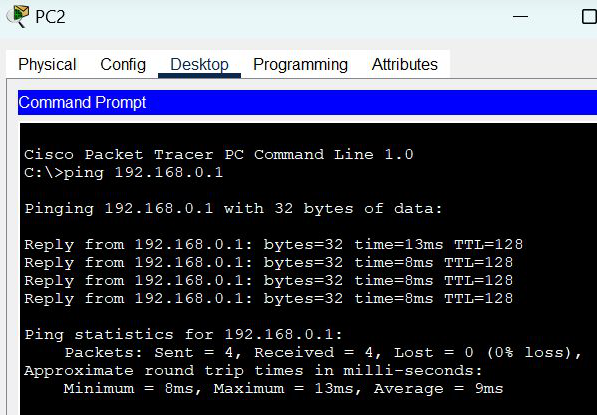 PC2
Physical Config Desktop Programming Attributes
Command Prompt
Cisco Packet Tracer PC Command Line 1.0
C:\>ping 192.168.0.1
Pinging 192.168.0.1 with 32 bytes of data:
Reply from 192.168.0.1: bytes=32 time=13ms TTL=128
Reply from 192.168.0.1: bytes=32 time=8ms TTL=128
Reply from 192.168.0.1: bytes=32 time=8ms TTL=128
Reply from 192.168.0.1: bytes=32 time=8ms TTL=128
Ping statistics for 192.168.0.1:
Packets: Sent = 4, Received = 4, Lost = 0 (0% loss),
Approximate round trip times in milli-seconds:
Minimum = 8ms, Maximum = 13ms, Average = 9ms